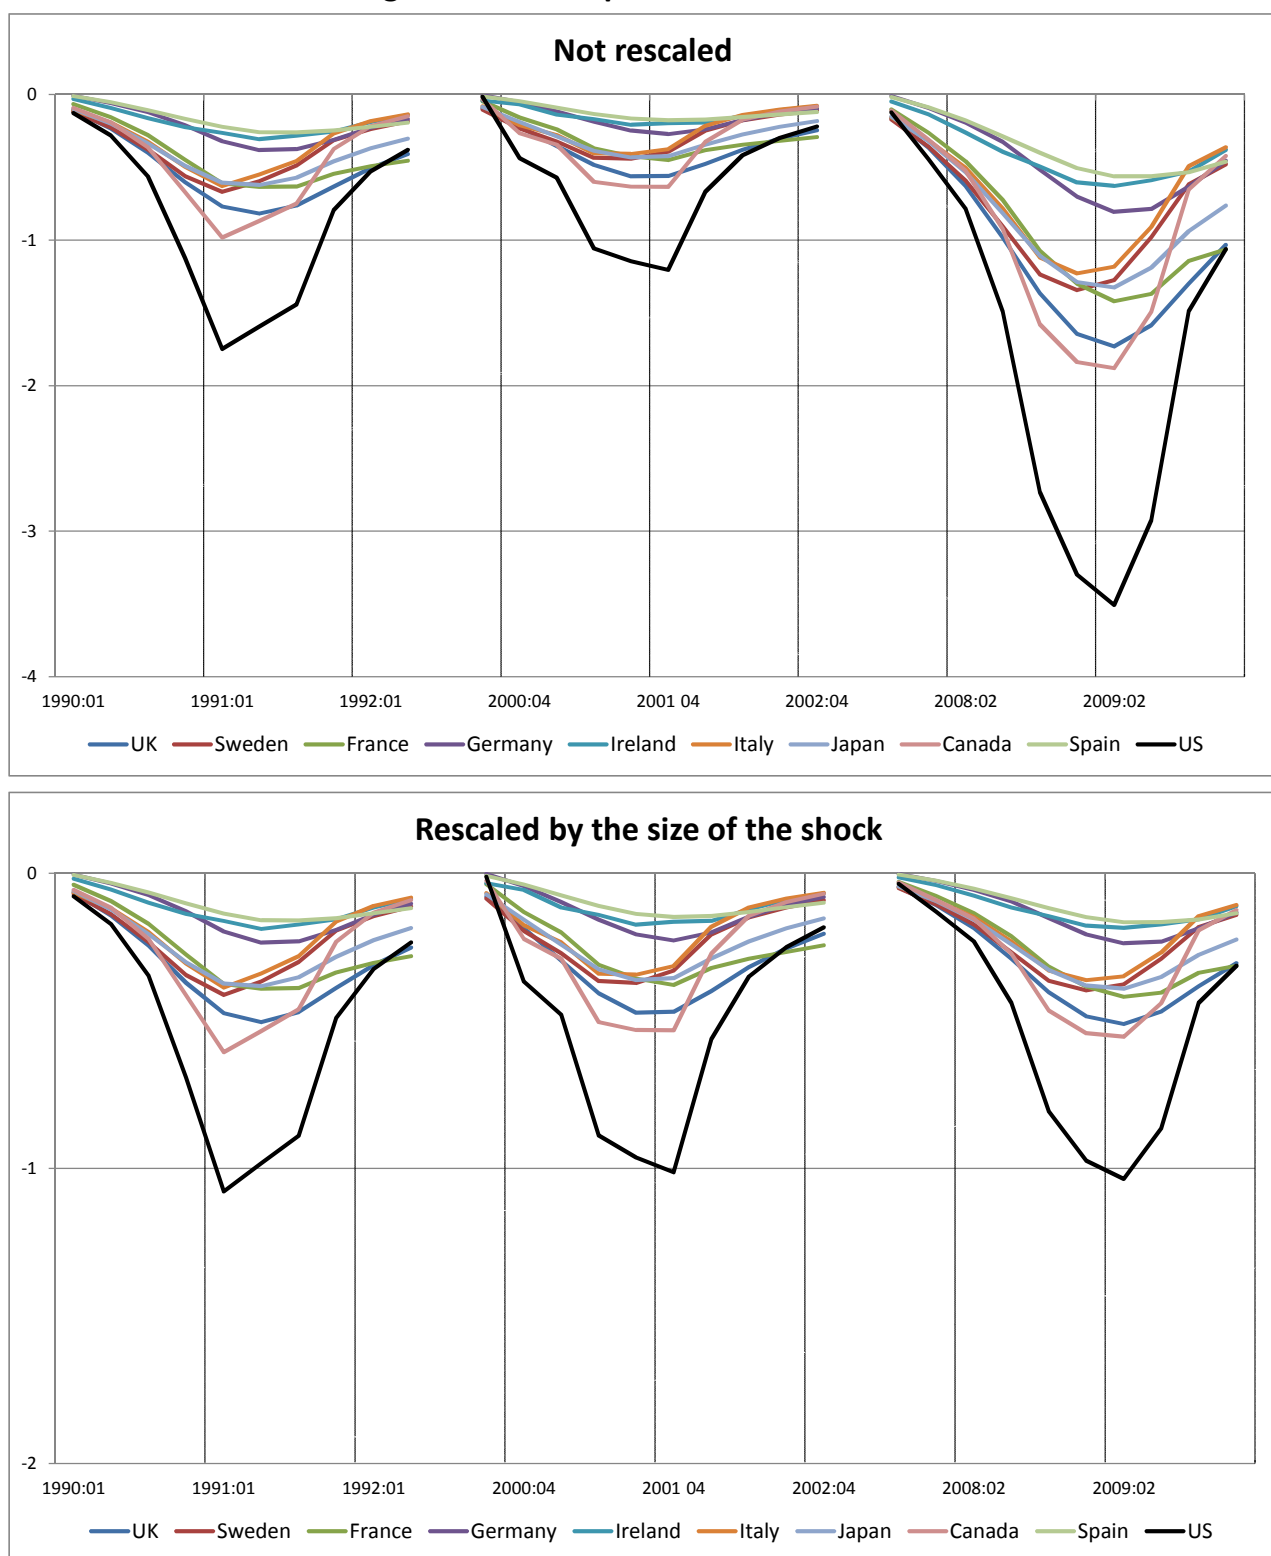 Not rescaled
0
-1
-2
-3
-4
1990:01 1991:01 1992:01 2000:04 2001 04 2002:04 2008:02 2009:02
UK Sweden France Germany Ireland Italy Japan Canada Spain US
Rescaled by the size of the shock
0
-1
-2
1990:01 1991:01 1992:01 2000:04 2001 04 2002:04 2008:02 2009:02
UK Sweden France Germany Ireland Italy Japan Canada Spain US